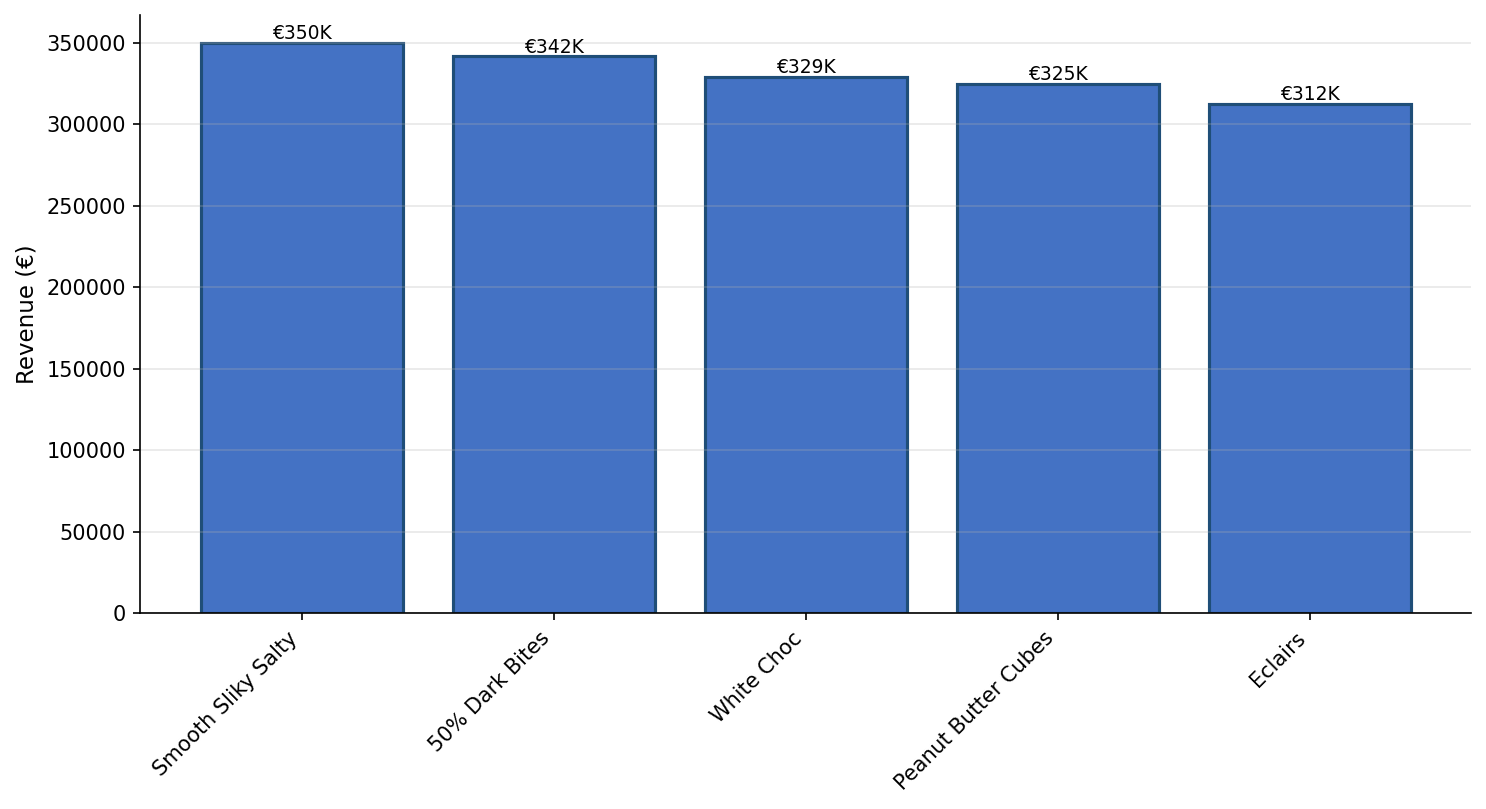 €350K
€342K
€329K
€325K
€312K
350000
300000
250000
200000
150000
100000
50000
0
Revenue (€)
Smooth Sliky Salty
50% Dark Bites
White Choc
Peanut Butter Cubes
Eclairs